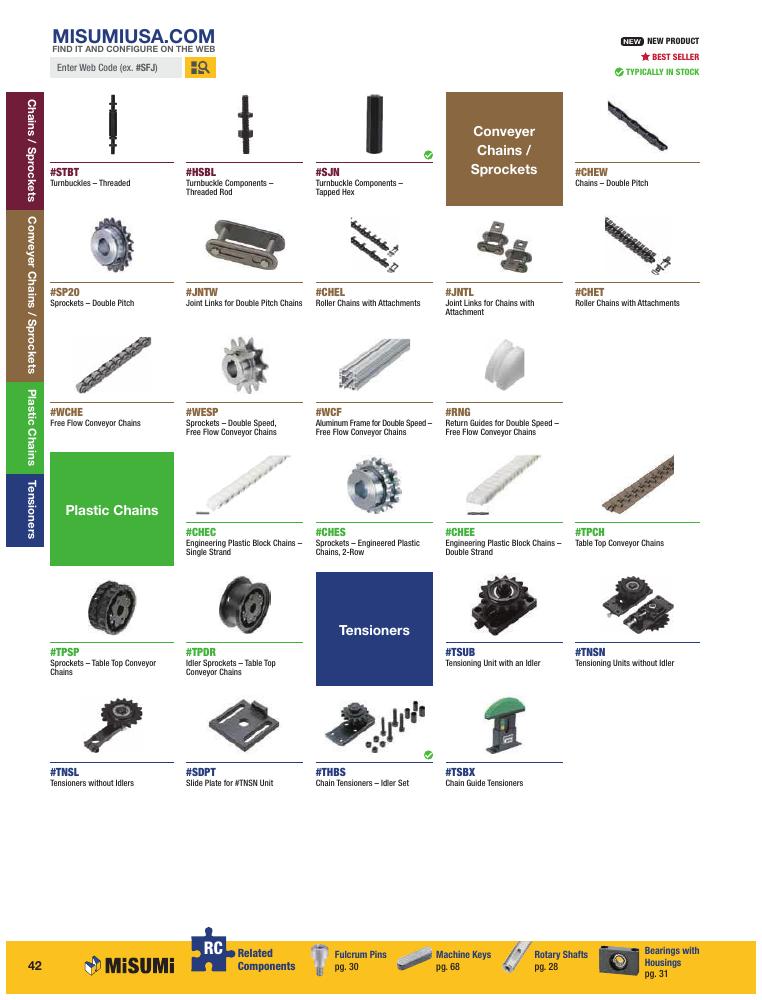 MISUMIUSA.COM
FIND IT AND CONFIGURE ON THE WEB
Enter Web Code (ex. #SFJ)
NEW NEW PRODUCT
BEST SELLER
TYPICALLY IN STOCK
Chains / Sprockets
Conveyer Chains / Sprockets
Plastic Chains
Tensioners
#STBT
Turnbuckles – Threaded
#HSBL
Turnbuckle Components –
Threaded Rod
#SJN
Turnbuckle Components –
Tapped Hex
Conveyer
Chains /
Sprockets
#CHEW
Chains – Double Pitch
#SP20
Sprockets – Double Pitch
#JNTW
Joint Links for Double Pitch Chains
#CHEL
Roller Chains with Attachments
#JNTL
Joint Links for Chains with
Attachment
#CHET
Roller Chains with Attachments
#WCHE
Free Flow Conveyor Chains
#WESP
Sprockets – Double Speed,
Free Flow Conveyor Chains
#WCF
Aluminum Frame for Double Speed –
Free Flow Conveyor Chains
#RNG
Return Guides for Double Speed –
Free Flow Conveyor Chains
Plastic Chains
#CHEC
Engineering Plastic Block Chains –
Single Strand
#CHES
Sprockets – Engineered Plastic
Chains, 2-Row
#CHEE
Engineering Plastic Block Chains –
Double Strand
#TPCH
Table Top Conveyor Chains
#TPSP
Sprockets – Table Top Conveyor
Chains
#TPDR
Idler Sprockets – Table Top
Conveyor Chains
Tensioners
#TSUB
Tensioning Unit with an Idler
#TNSN
Tensioning Units without Idler
#TNSL
Tensioners without Idlers
#SDPT
Slide Plate for #TNSN Unit
#THBS
Chain Tensioners – Idler Set
#TSBX
Chain Guide Tensioners
42
MiSUMi
RC
Related
Components
Fulcrum Pins
pg. 30
Machine Keys
pg. 68
Rotary Shafts
pg. 28
Bearings with
Housings
pg. 31